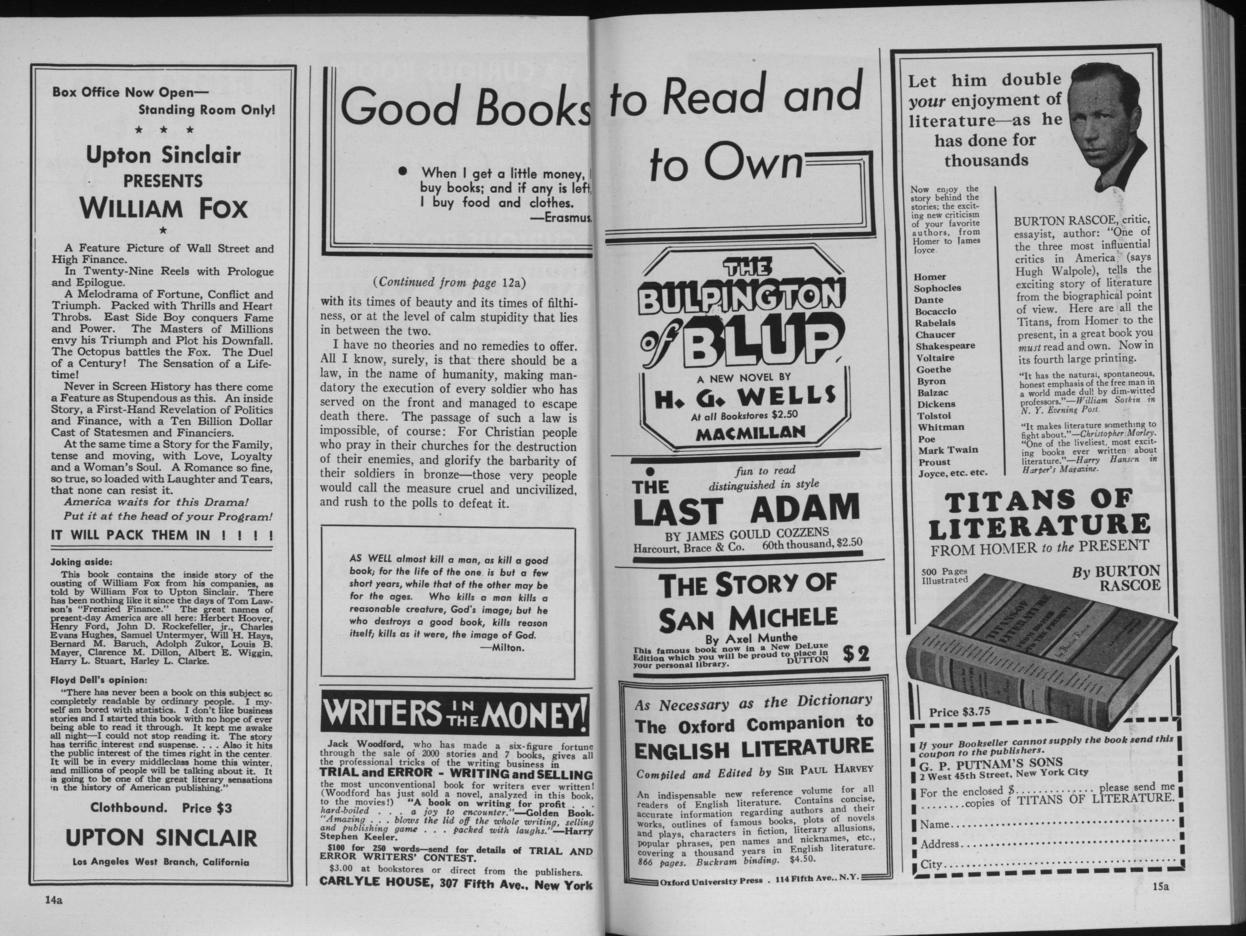 Box Office Now Open—
Standing Room Only!
★ ★ ★
Upton Sinclair
PRESENTS
WILLIAM FOX
★
A Feature Picture of Wall Street and
High Finance.
In Twenty-Nine Reels with Prologue
and Epilogue.
A Melodrama of Fortune, Conflict and
Triumph. Packed with Thrills and Heart
Throbs. East Side Boy conquers Fame
and Power. The Masters of Millions
envy his Triumph and Plot his Downfall.
The Octopus battles the Fox. The Duel
of a Century! The Sensation of a Life-
time!
Never in Screen History has there come
a Feature as Stupendous as this. An inside
Story, a First-Hand Revelation of Politics
and Finance, with a Ten Billion Dollar
Cast of Statesmen and Financiers.
At the same time a Story for the Family,
tense and moving, with Love, Loyalty
and a Woman's Soul. A Romance so fine,
so true, so loaded with Laughter and Tears,
that none can resist it.
America waits for this Drama!
Put it at the head of your Program!
IT WILL PACK THEM IN ! ! ! !
Joking aside:
This book contains the inside story of the
ousting of William Fox from his companies, as
told by William Fox to Upton Sinclair. There
has been nothing like it since the days of Tom Law-
son's "Frenzied Finance." The great names of
present-day America are all here: Herbert Hoover,
Henry Ford, John D. Rockefeller, jr., Charles
Evans Hughes, Samuel Untermyer, Will H. Hays,
Bernard M. Baruch, Adolph Zukor, Louis B.
Mayer, Clarence M. Dillon, Albert E. Wiggin,
Harry L. Stuart, Harley L. Clarke.
Floyd Dell's opinion:
"There has never been a book on this subject so
completely readable by ordinary people. I my-
self am bored with statistics. I don't like business
stories and I started this book with no hope of ever
being able to read it through. It kept me awake
all night—I could not stop reading it. The story
has terrific interest and suspense. . . . Also it hits
the public interest of the times right in the center.
It will be in every middleclass home this winter,
and millions of people will be talking about it. It
is going to be one of the great literary sensations
in the history of American publishing."
Clothbound. Price $3
UPTON SINCLAIR
Los Angeles West Branch, California
14a
Good Books to Read and
to Own
● When I get a little money, I
buy books; and if any is left,
I buy food and clothes.
—Erasmus.
(Continued from page 12a)
with its times of beauty and its times of filthi-
ness, or at the level of calm stupidity that lies
in between the two.
I have no theories and no remedies to offer.
All I know, surely, is that there should be a
law, in the name of humanity, making man-
datory the execution of every soldier who has
served on the front and managed to escape
death there. The passage of such a law is
impossible, of course: For Christian people
who pray in their churches for the destruction
of their enemies, and glorify the barbarity of
their soldiers in bronze—those very people
would call the measure cruel and uncivilized,
and rush to the polls to defeat it.
AS WELL almost kill a man, as kill a good
book; for the life of the one is but a few
short years, while that of the other may be
for the ages. Who kills a man kills a
reasonable creature, God's image; but he
who destroys a good book, kills reason
itself; kills as it were, the image of God.
—Milton.
WRITERS IN THE MONEY!
Jack Woodford, who has made a six-figure fortune
through the sale of 2000 stories and 7 books, gives all
the professional tricks of the writing business in
TRIAL and ERROR - WRITING and SELLING
the most unconventional book for writers ever written!
(Woodford has just sold a novel, analyzed in this book,
to the movies!) "A book on writing for profit . . .
hard-boiled . . . a joy to encounter."—Golden Book.
"Amazing . . . blows the lid off the whole writing, selling
and publishing game . . . packed with laughs."—Harry
Stephen Keeler.
$100 for 250 words—send for details of TRIAL AND
ERROR WRITERS' CONTEST.
$3.00 at bookstores or direct from the publishers.
CARLYLE HOUSE, 307 Fifth Ave., New York
THE
BULPINGTON
of BLUP
A NEW NOVEL BY
H. G. WELLS
At all Bookstores $2.50
MACMILLAN
● fun to read
THE distinguished in style
LAST ADAM
BY JAMES GOULD COZZENS
Harcourt, Brace & Co. 60th thousand, $2.50
THE STORY OF
SAN MICHELE
By Axel Munthe
This famous book now in a New DeLuxe
Edition which you will be proud to place in
your personal library. DUTTON $2
As Necessary as the Dictionary
The Oxford Companion to
ENGLISH LITERATURE
Compiled and Edited by SIR PAUL HARVEY
An indispensable new reference volume for all
readers of English literature. Contains concise,
accurate information regarding authors and their
works, outlines of famous books, plots of novels
and plays, characters in fiction, literary allusions,
popular phrases, pen names and nicknames, etc.,
covering a thousand years in English literature.
866 pages. Buckram binding. $4.50.
Oxford University Press . 114 Fifth Ave., N.Y.
Let him double
your enjoyment of
literature—as he
has done for
thousands
Now enjoy the
story behind the
stories; the excit-
ing new criticism
of your favorite
authors, from
Homer to James
Joyce.
Homer
Sophocles
Dante
Bocaccio
Rabelais
Chaucer
Shakespeare
Voltaire
Goethe
Byron
Balzac
Dickens
Tolstoi
Whitman
Poe
Mark Twain
Proust
Joyce, etc. etc.
BURTON RASCOE, critic,
essayist, author: "One of
the three most influential
critics in America (says
Hugh Walpole), tells the
exciting story of literature
from the biographical point
of view. Here are all the
Titans, from Homer to the
present, in a great book you
must read and own. Now in
its fourth large printing.
"It has the natural, spontaneous,
honest emphasis of the free man in
a world made dull by dim-witted
professors."—William Soskin in
N. Y. Evening Post.
"It makes literature something to
fight about."—Christopher Morley.
"One of the liveliest, most excit-
ing books ever written about
literature."—Harry Hansen in
Harper's Magazine.
TITANS OF
LITERATURE
FROM HOMER to the PRESENT
500 Pages
Illustrated
By BURTON
RASCOE
TITANS OF
LITERATURE
FROM HOMER
TO THE PRESENT
by Burton Rascoe
Price $3.75
If your Bookseller cannot supply the book send this
coupon to the publishers.
G. P. PUTNAM'S SONS
2 West 45th Street, New York City
For the enclosed $.............. please send me
........copies of TITANS OF LITERATURE.
Name........................................
Address.....................................
City........................................
15a